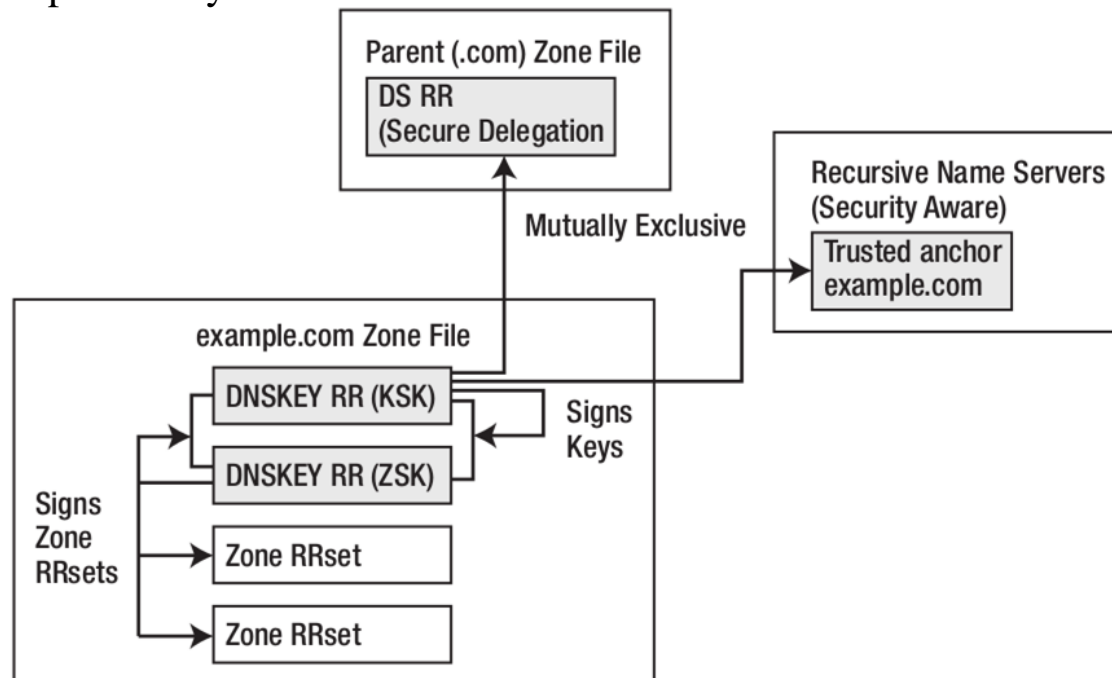 Parent (.com) Zone File
DS RR
(Secure Delegation
Recursive Name Servers
(Security Aware)
Trusted anchor
example.com
Mutually Exclusive
example.com Zone File
DNSKEY RR (KSK)
DNSKEY RR (ZSK)
Signs
Keys
Signs
Zone
RRsets
Zone RRset
Zone RRset